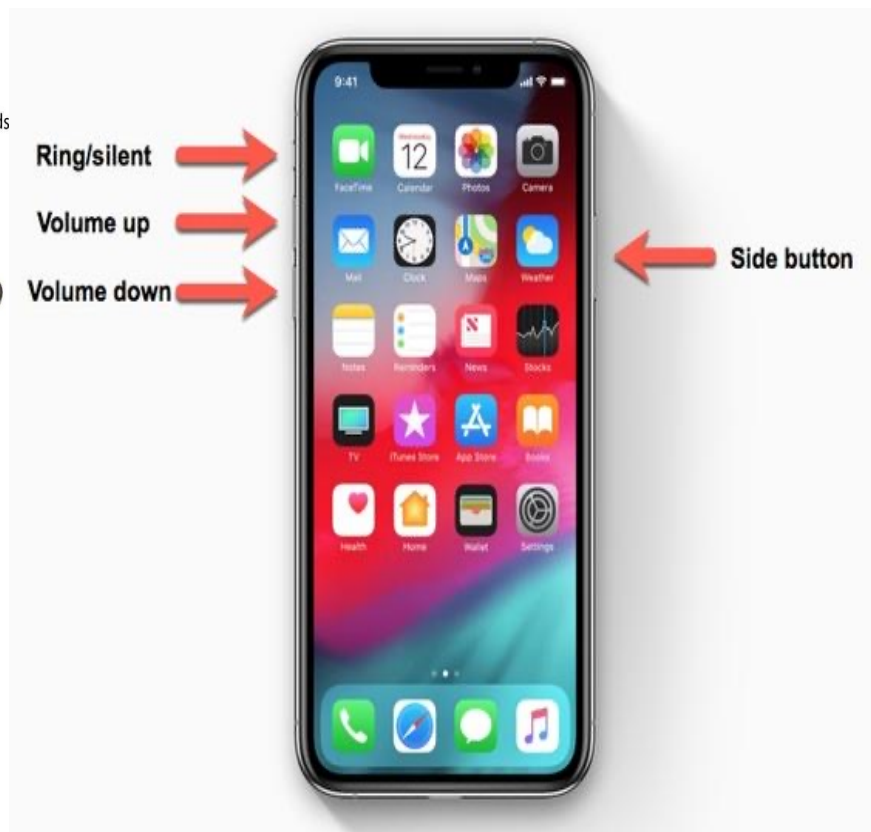 9:41
ds
Ring/silent
Volume up
Volume down
Side button
Wednesday
12
FaceTime Calendar Photos Camera
Mail Clock Maps Weather
Notes Reminders News Stocks
TV iTunes Store App Store Books
Health Home Wallet Settings
)